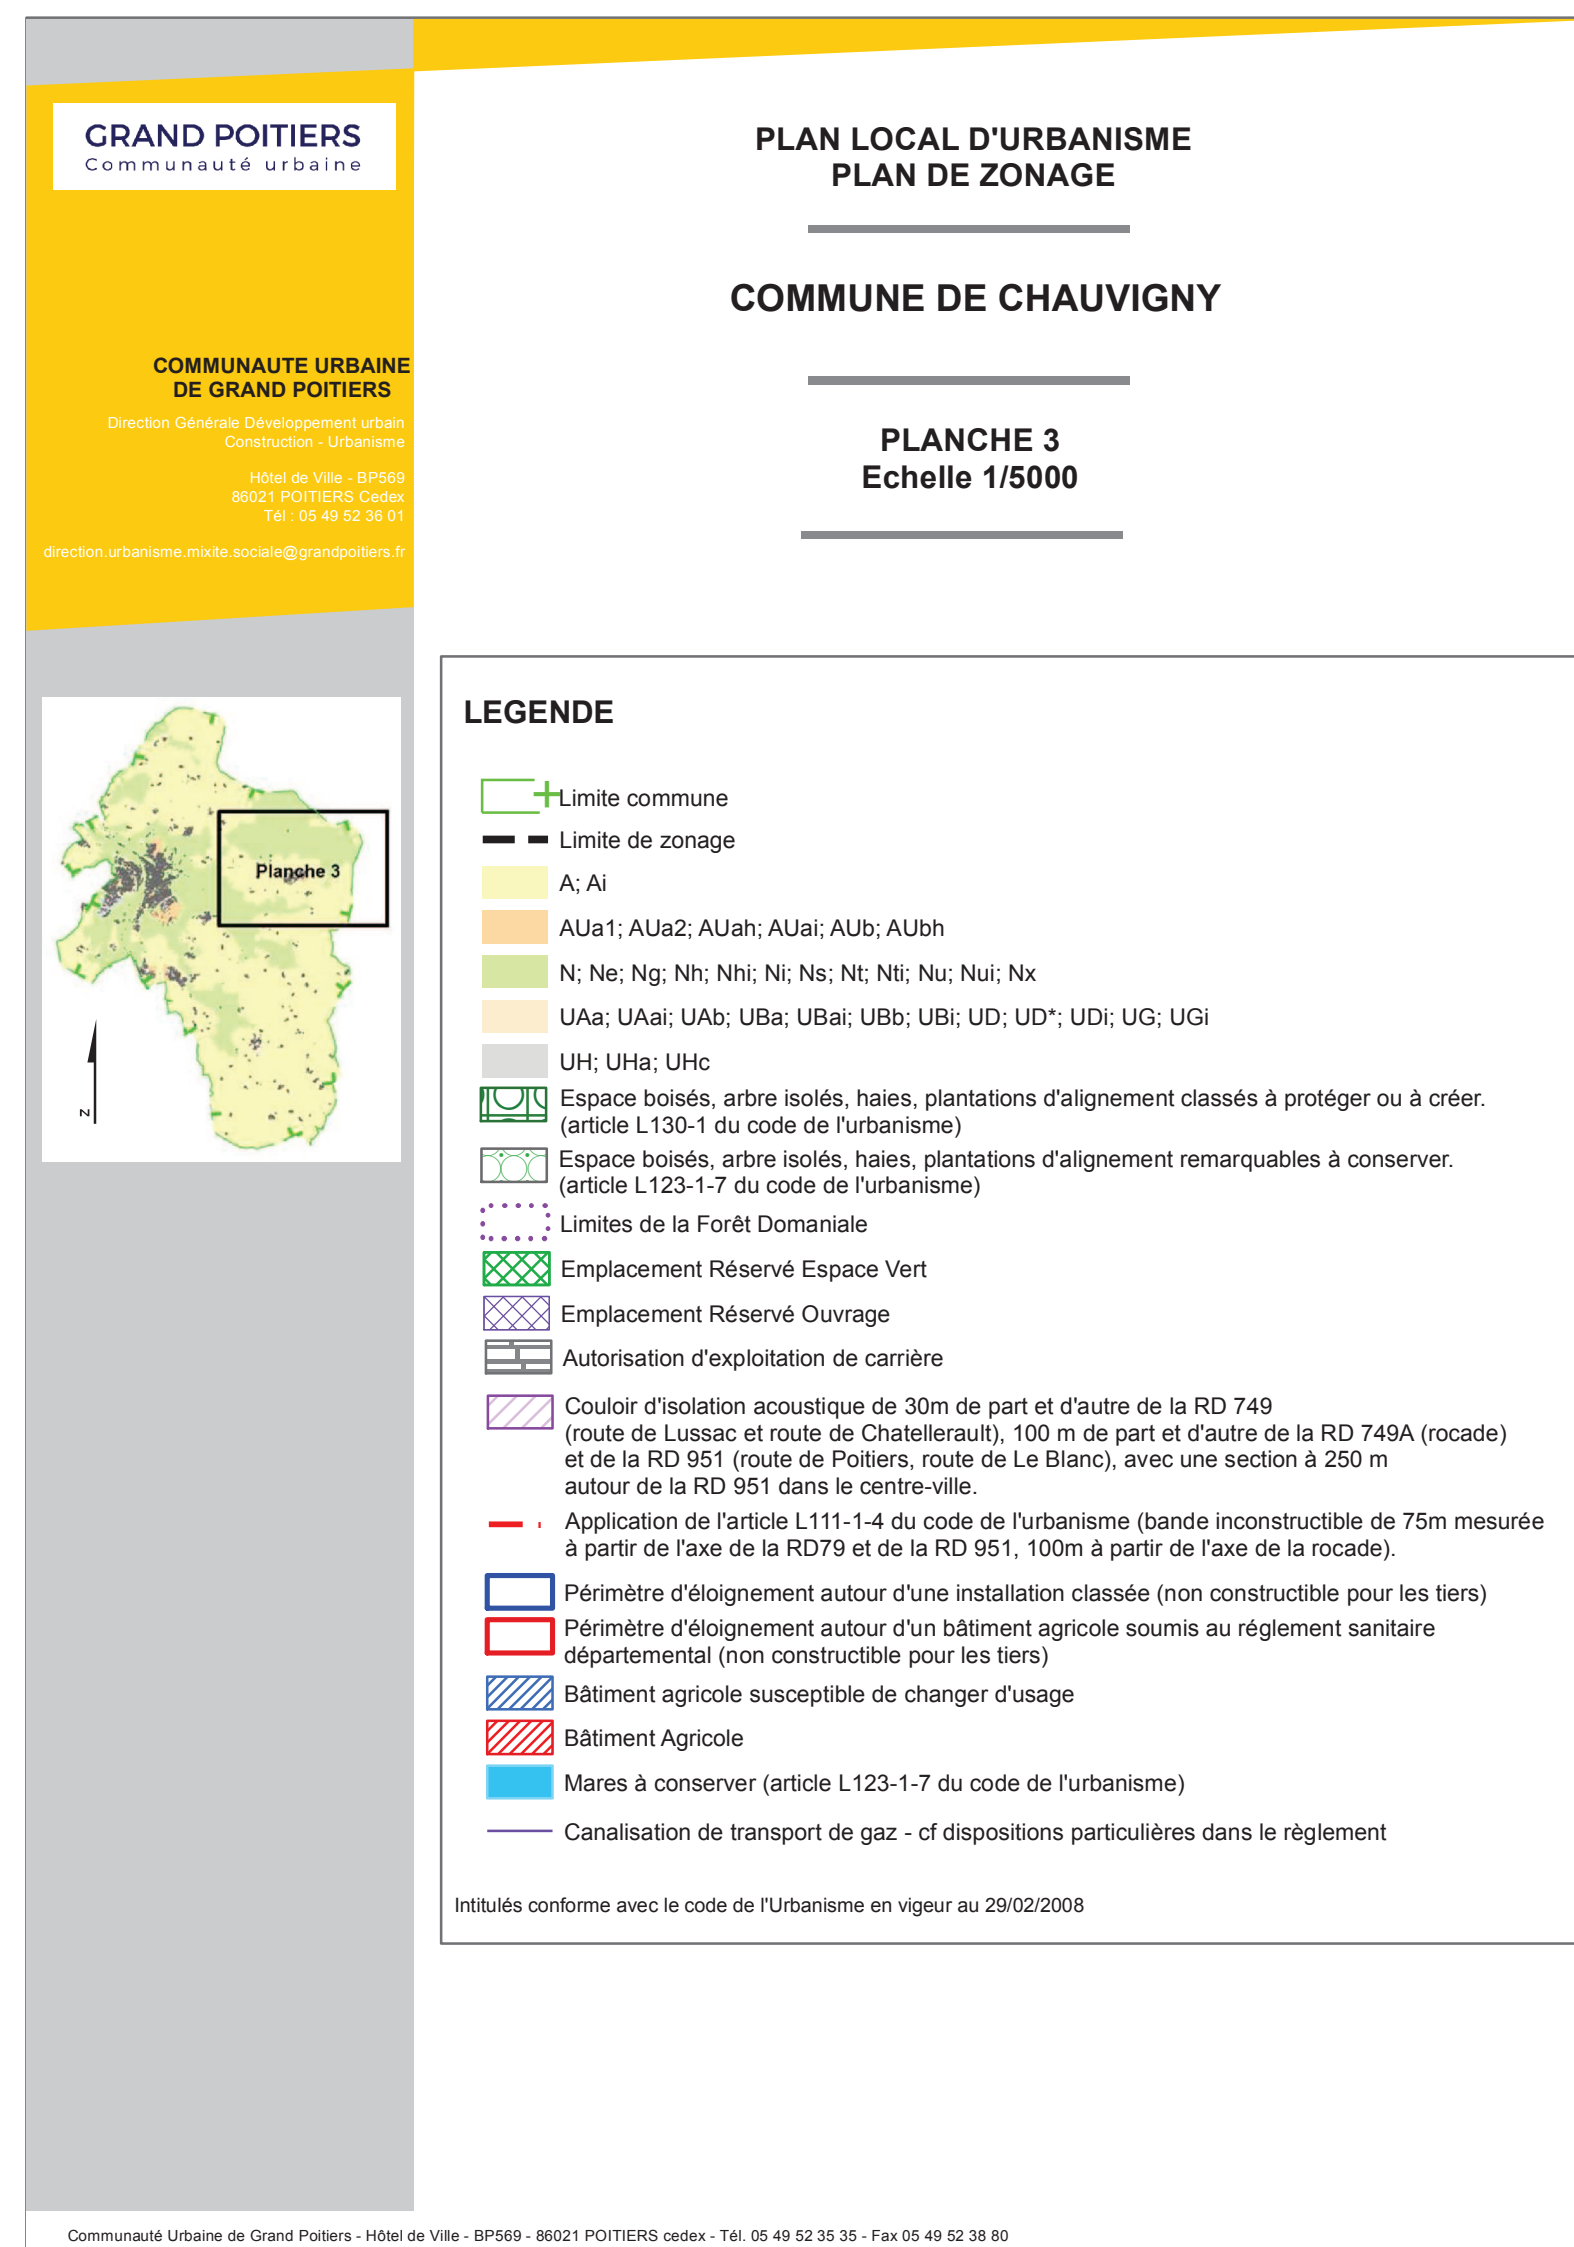 GRAND POITIERS
Communauté urbaine
COMMUNAUTE URBAINE
DE GRAND POITIERS
Direction Générale Développement urbain
Construction - Urbanisme
Hôtel de Ville - BP569
86021 POITIERS Cedex
Tél : 05 49 52 36 01
direction.urbanisme.mixite.sociale@grandpoitiers.fr
Planche 3
N
PLAN LOCAL D'URBANISME
PLAN DE ZONAGE
COMMUNE DE CHAUVIGNY
PLANCHE 3
Echelle 1/5000
LEGENDE
Limite commune
Limite de zonage
A; Ai
AUa1; AUa2; AUah; AUai; AUb; AUbh
N; Ne; Ng; Nh; Nhi; Ni; Ns; Nt; Nti; Nu; Nui; Nx
UAa; UAai; UAb; UBa; UBai; UBb; UBi; UD; UD*; UDi; UG; UGi
UH; UHa; UHc
Espace boisés, arbre isolés, haies, plantations d'alignement classés à protéger ou à créer.
(article L130-1 du code de l'urbanisme)
Espace boisés, arbre isolés, haies, plantations d'alignement remarquables à conserver.
(article L123-1-7 du code de l'urbanisme)
Limites de la Forêt Domaniale
Emplacement Réservé Espace Vert
Emplacement Réservé Ouvrage
Autorisation d'exploitation de carrière
Couloir d'isolation acoustique de 30m de part et d'autre de la RD 749
(route de Lussac et route de Chatellerault), 100 m de part et d'autre de la RD 749A (rocade)
et de la RD 951 (route de Poitiers, route de Le Blanc), avec une section à 250 m
autour de la RD 951 dans le centre-ville.
Application de l'article L111-1-4 du code de l'urbanisme (bande inconstructible de 75m mesurée
à partir de l'axe de la RD79 et de la RD 951, 100m à partir de l'axe de la rocade).
Périmètre d'éloignement autour d'une installation classée (non constructible pour les tiers)
Périmètre d'éloignement autour d'un bâtiment agricole soumis au réglement sanitaire
départemental (non constructible pour les tiers)
Bâtiment agricole susceptible de changer d'usage
Bâtiment Agricole
Mares à conserver (article L123-1-7 du code de l'urbanisme)
Canalisation de transport de gaz - cf dispositions particulières dans le règlement
Intitulés conforme avec le code de l'Urbanisme en vigeur au 29/02/2008
Communauté Urbaine de Grand Poitiers - Hôtel de Ville - BP569 - 86021 POITIERS cedex - Tél. 05 49 52 35 35 - Fax 05 49 52 38 80